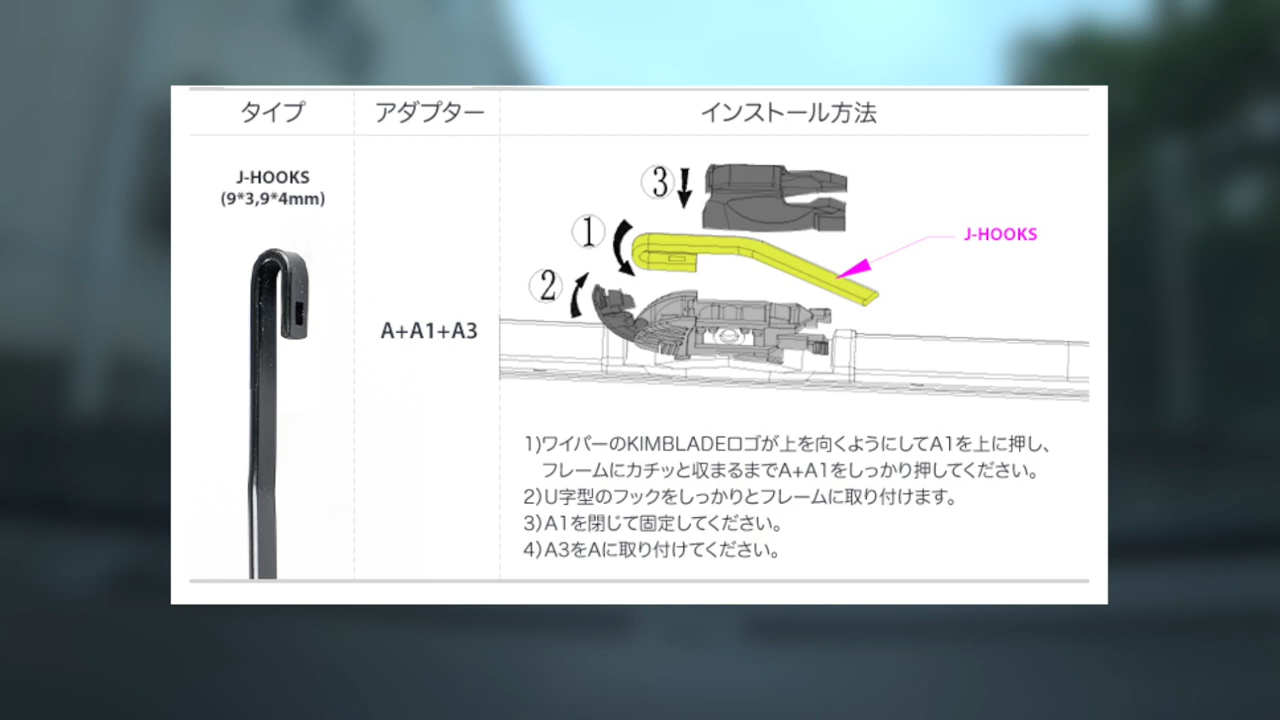 タイプ
アダプター
インストール方法
J-HOOKS
(9*3,9*4mm)
A+A1+A3
3
1
2
J-HOOKS
1)ワイパーのKIMBLADEロゴが上を向くようにしてA1を上に押し、
フレームにカチッと収まるまでA+A1をしっかり押してください。
2)U字型のフックをしっかりとフレームに取り付けます。
3)A1を閉じて固定してください。
4)A3をAに取り付けてください。